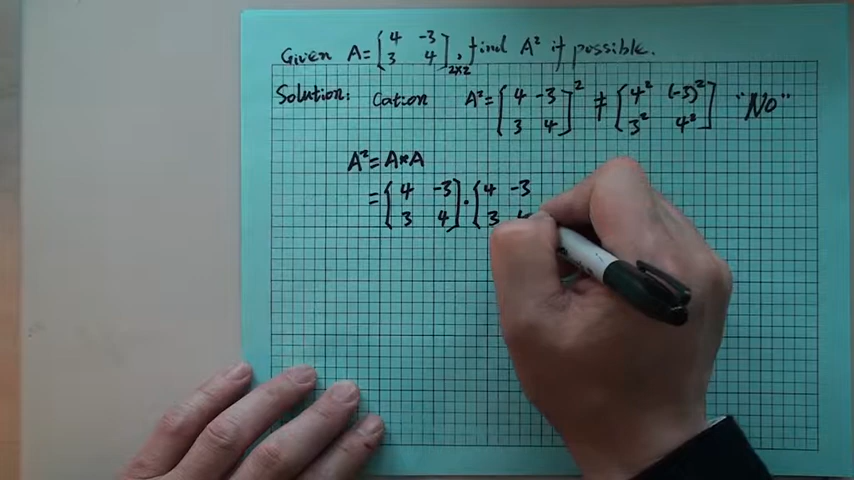 Given A = [4 -3; 3 4]2x2, find A² if possible.
Solution: Cation A² = [4 -3; 3 4]² ≠ [4² (-3)²; 3² 4²] "No"
A² = A*A
= [4 -3; 3 4] · [4 -3; 3